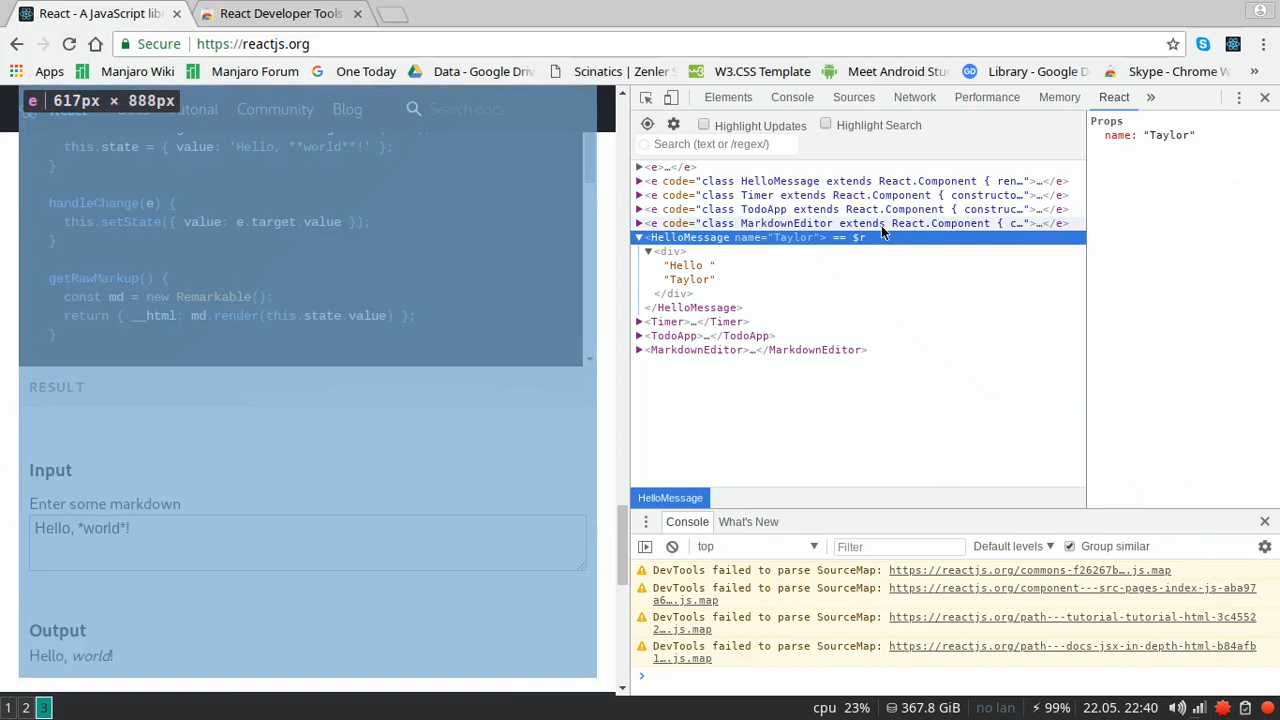 React - A JavaScript lib
React Developer Tools
Secure
https://reactjs.org
Apps
Manjaro Wiki
Manjaro Forum
One Today
Data - Google Driv
Scinatics | Zenler S
W3.CSS Template
Meet Android Stu
Library - Google D
Skype - Chrome W
e | 617px × 888px
Community
Blog
Search docs
this.state = { value: 'Hello, **world**!' };
}
handleChange(e) {
this.setState({ value: e.target.value });
}
getRawMarkup() {
const md = new Remarkable();
return { __html: md.render(this.state.value) };
}
RESULT
Input
Enter some markdown
Hello, *world*!
Output
Hello, world!
Elements
Console
Sources
Network
Performance
Memory
React
»
Highlight Updates
Highlight Search
Search (text or /regex/)
<e>…</e>
<e code="class HelloMessage extends React.Component { ren…">…</e>
<e code="class Timer extends React.Component { constructo…">…</e>
<e code="class TodoApp extends React.Component { construc…">…</e>
<e code="class MarkdownEditor extends React.Component { c…">…</e>
<HelloMessage name="Taylor"> == $r
<div>
"Hello "
"Taylor"
</div>
</HelloMessage>
<Timer>…</Timer>
<TodoApp>…</TodoApp>
<MarkdownEditor>…</MarkdownEditor>
Props
name: "Taylor"
HelloMessage
Console
What's New
top
Filter
Default levels
Group similar
DevTools failed to parse SourceMap: https://reactjs.org/commons-f26267b….js.map
DevTools failed to parse SourceMap: https://reactjs.org/component---src-pages-index-js-aba97
a6….js.map
DevTools failed to parse SourceMap: https://reactjs.org/path---tutorial-tutorial-html-3c4552
2….js.map
DevTools failed to parse SourceMap: https://reactjs.org/path---docs-jsx-in-depth-html-b84afb
1….js.map
>
1 2 3
cpu 23%
367.8 GiB
no lan
99%
22.05. 22:40